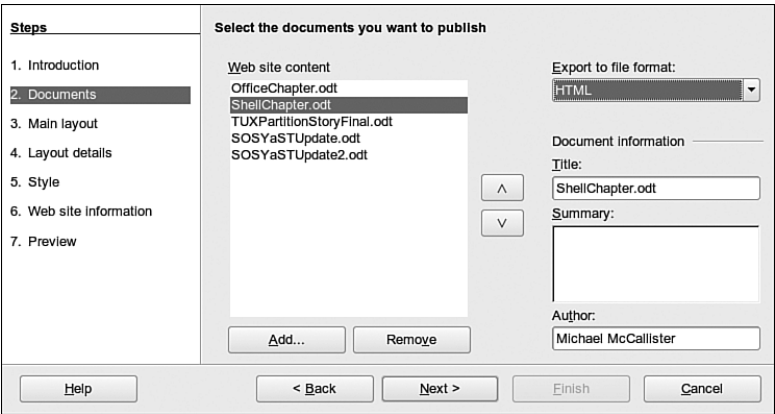 Steps
1. Introduction
2. Documents
3. Main layout
4. Layout details
5. Style
6. Web site information
7. Preview
Select the documents you want to publish
Web site content
OfficeChapter.odt
ShellChapter.odt
TUXPartitionStoryFinal.odt
SOSYaSTUpdate.odt
SOSYaSTUpdate2.odt
Add...
Remove
Export to file format:
HTML
Document information
Title:
ShellChapter.odt
Summary:
Author:
Michael McCallister
Help
< Back
Next >
Finish
Cancel